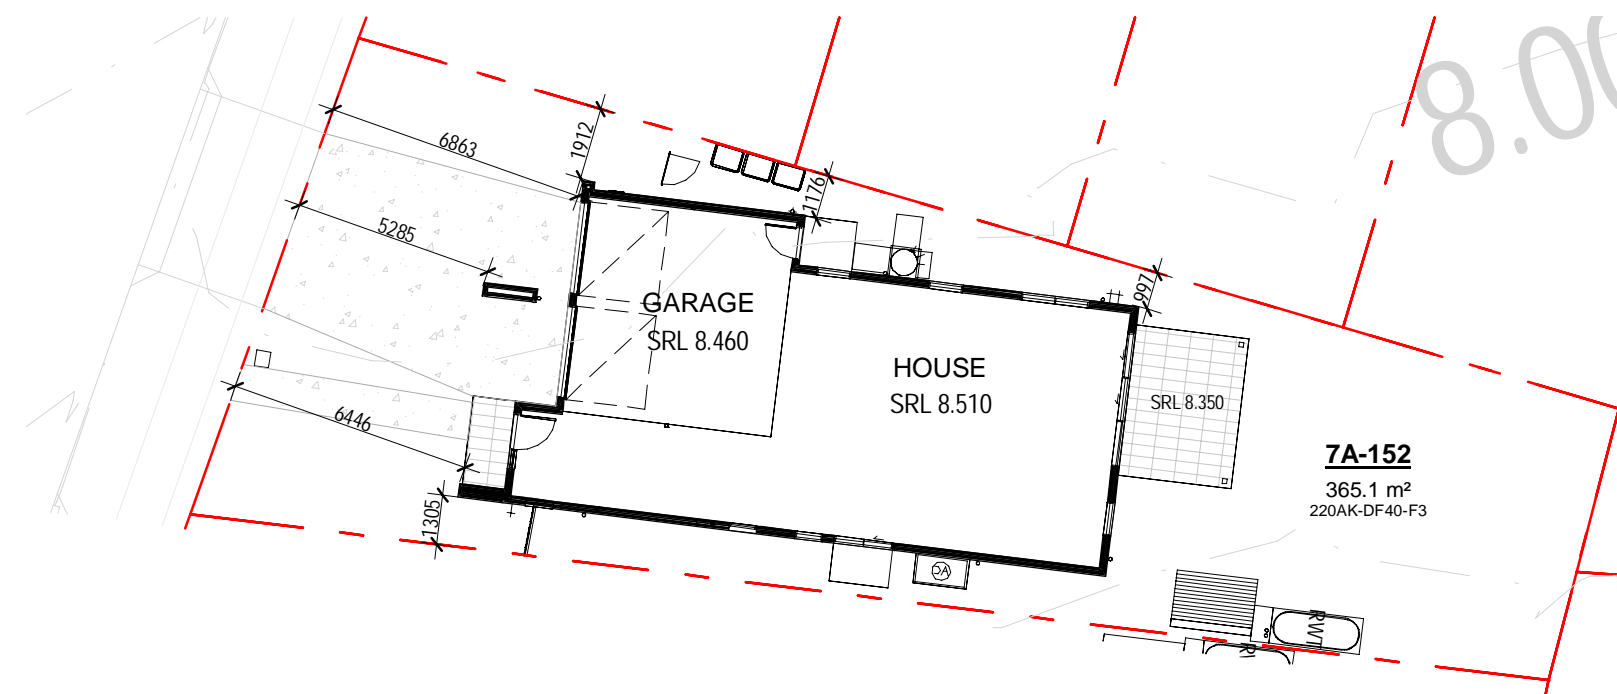 8.00
6863
1912
1176
5285
GARAGE
SRL 8.460
997
HOUSE
SRL 8.510
SRL 8.350
6446
7A-152
365.1 m²
220AK-DF40-F3
1305
AC
RWT